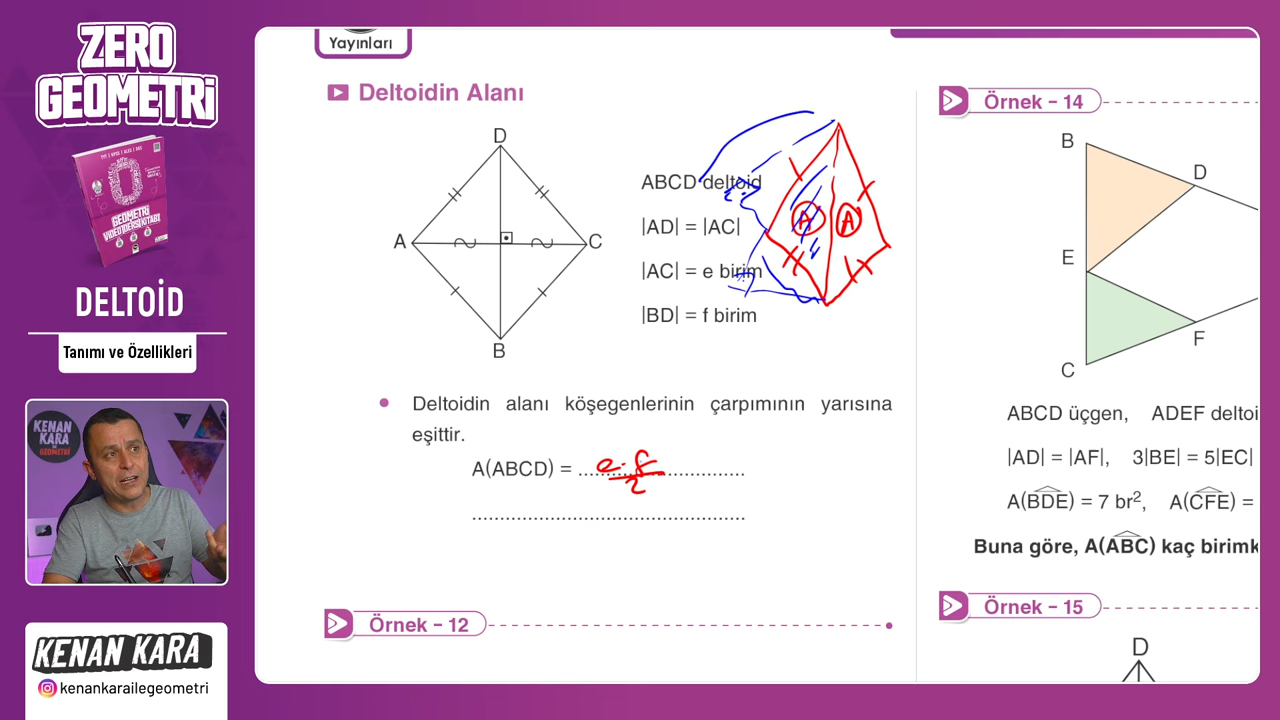 ZERO
GEOMETRİ
GEOMETRİ
VİDEO DERS KİTABI
DELTOİD
Tanımı ve Özellikleri
KENAN
KARA
GEOMETRİ
KENAN KARA
kenankarailegeometri
Yayınları
Deltoidin Alanı
D
A
C
B
ABCD deltoid
|AD| = |AC|
|AC| = e birim
|BD| = f birim
A A
Deltoidin alanı köşegenlerinin çarpımının yarısına
eşittir.
A(ABCD) = e.f
2
Örnek - 12
Örnek - 14
B
D
E
F
C
ABCD üçgen, ADEF deltoi
|AD| = |AF|, 3|BE| = 5|EC|
A(BDE) = 7 br², A(CFE) =
Buna göre, A(ABC) kaç birimk
Örnek - 15
D